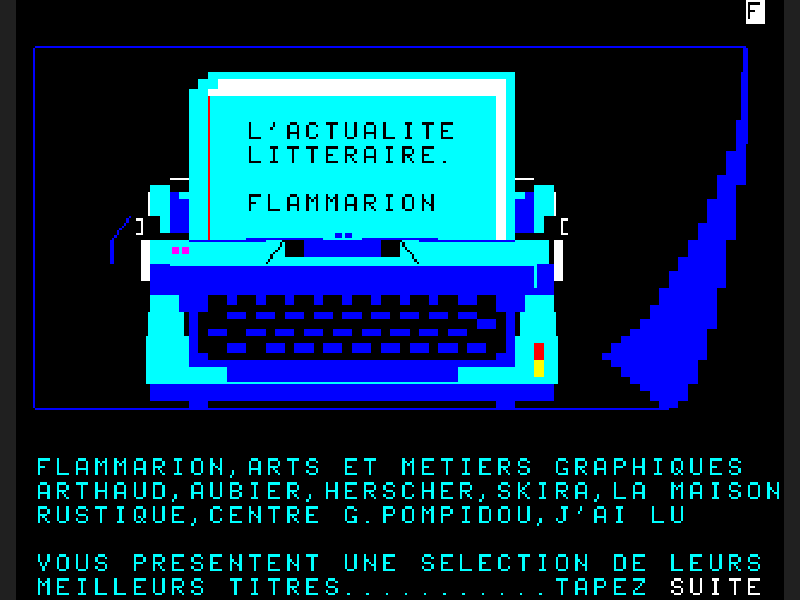 F
L'ACTUALITE
LITTERAIRE.
FLAMMARION
FLAMMARION,ARTS ET METIERS GRAPHIQUES
ARTHAUD,AUBIER,HERSCHER,SKIRA,LA MAISON
RUSTIQUE,CENTRE G.POMPIDOU,J'AI LU
VOUS PRESENTENT UNE SELECTION DE LEURS
MEILLEURS TITRES...........TAPEZ SUITE